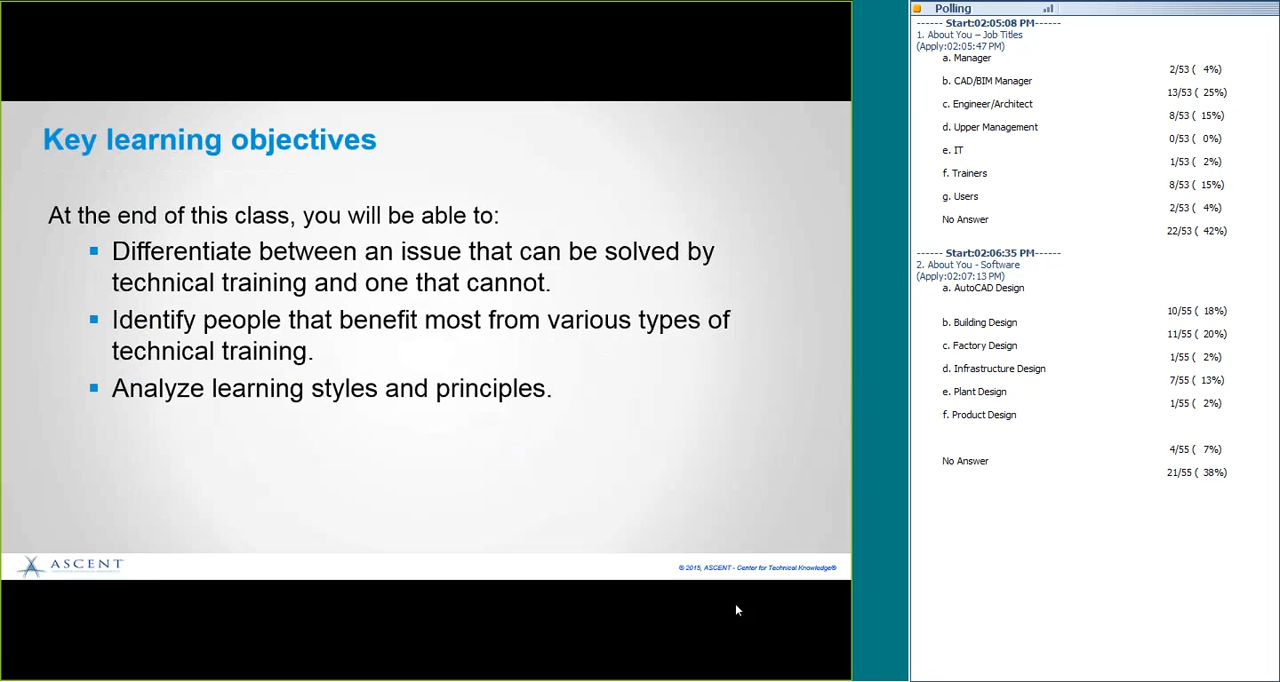 Key learning objectives
At the end of this class, you will be able to:
▪ Differentiate between an issue that can be solved by
technical training and one that cannot.
▪ Identify people that benefit most from various types of
technical training.
▪ Analyze learning styles and principles.
ASCENT
© 2015, ASCENT - Center for Technical Knowledge®
Polling
------ Start:02:05:08 PM------
1. About You – Job Titles
(Apply:02:05:47 PM)
a. Manager
2/53 ( 4%)
b. CAD/BIM Manager
13/53 ( 25%)
c. Engineer/Architect
8/53 ( 15%)
d. Upper Management
0/53 ( 0%)
e. IT
1/53 ( 2%)
f. Trainers
8/53 ( 15%)
g. Users
2/53 ( 4%)
No Answer
22/53 ( 42%)
------ Start:02:06:35 PM------
2. About You - Software
(Apply:02:07:13 PM)
a. AutoCAD Design
10/55 ( 18%)
b. Building Design
11/55 ( 20%)
c. Factory Design
1/55 ( 2%)
d. Infrastructure Design
7/55 ( 13%)
e. Plant Design
1/55 ( 2%)
f. Product Design
4/55 ( 7%)
No Answer
21/55 ( 38%)